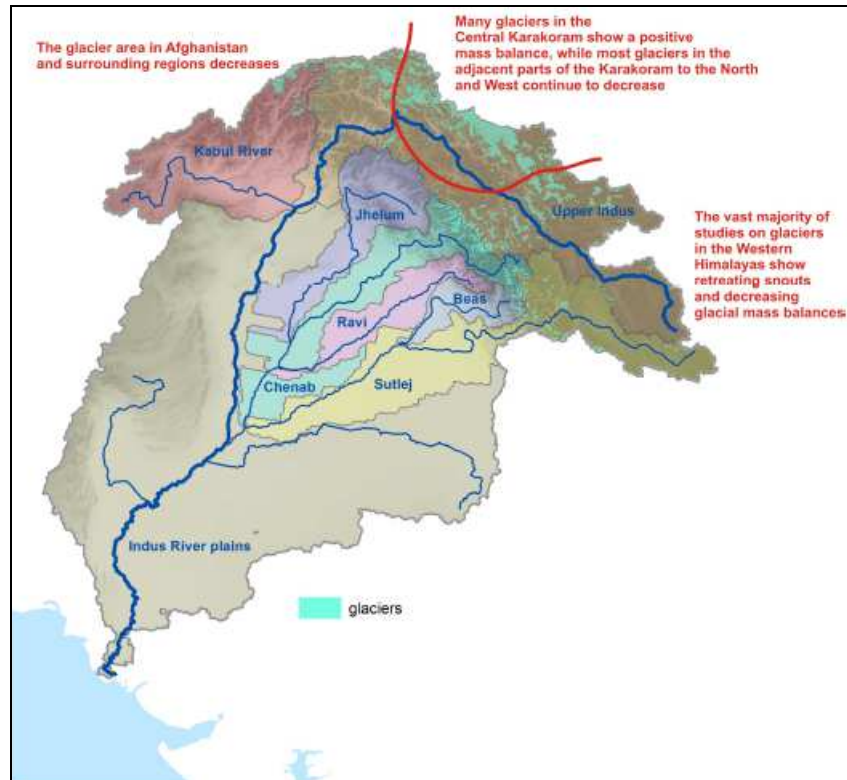 The glacier area in Afghanistan
and surrounding regions decreases
Many glaciers in the
Central Karakoram show a positive
mass balance, while most glaciers in the
adjacent parts of the Karakoram to the North
and West continue to decrease
Kabul River
Jhelum
Upper Indus
The vast majority of
studies on glaciers
in the Western
Himalayas show
retreating snouts
and decreasing
glacial mass balances
Beas
Ravi
Chenab
Sutlej
Indus River plains
glaciers